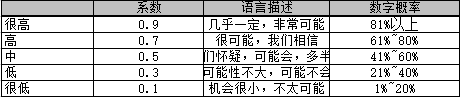 系数 语言描述 数字概率
很高 0.9 几乎一定，非常可能 81%以上
高 0.7 很可能，我们相信 61%~80%
中 0.5 们怀疑，可能会，多半 41%~60%
低 0.3 可能性不大，可能不会 21%~40%
很低 0.1 机会很小，不太可能 1%~20%